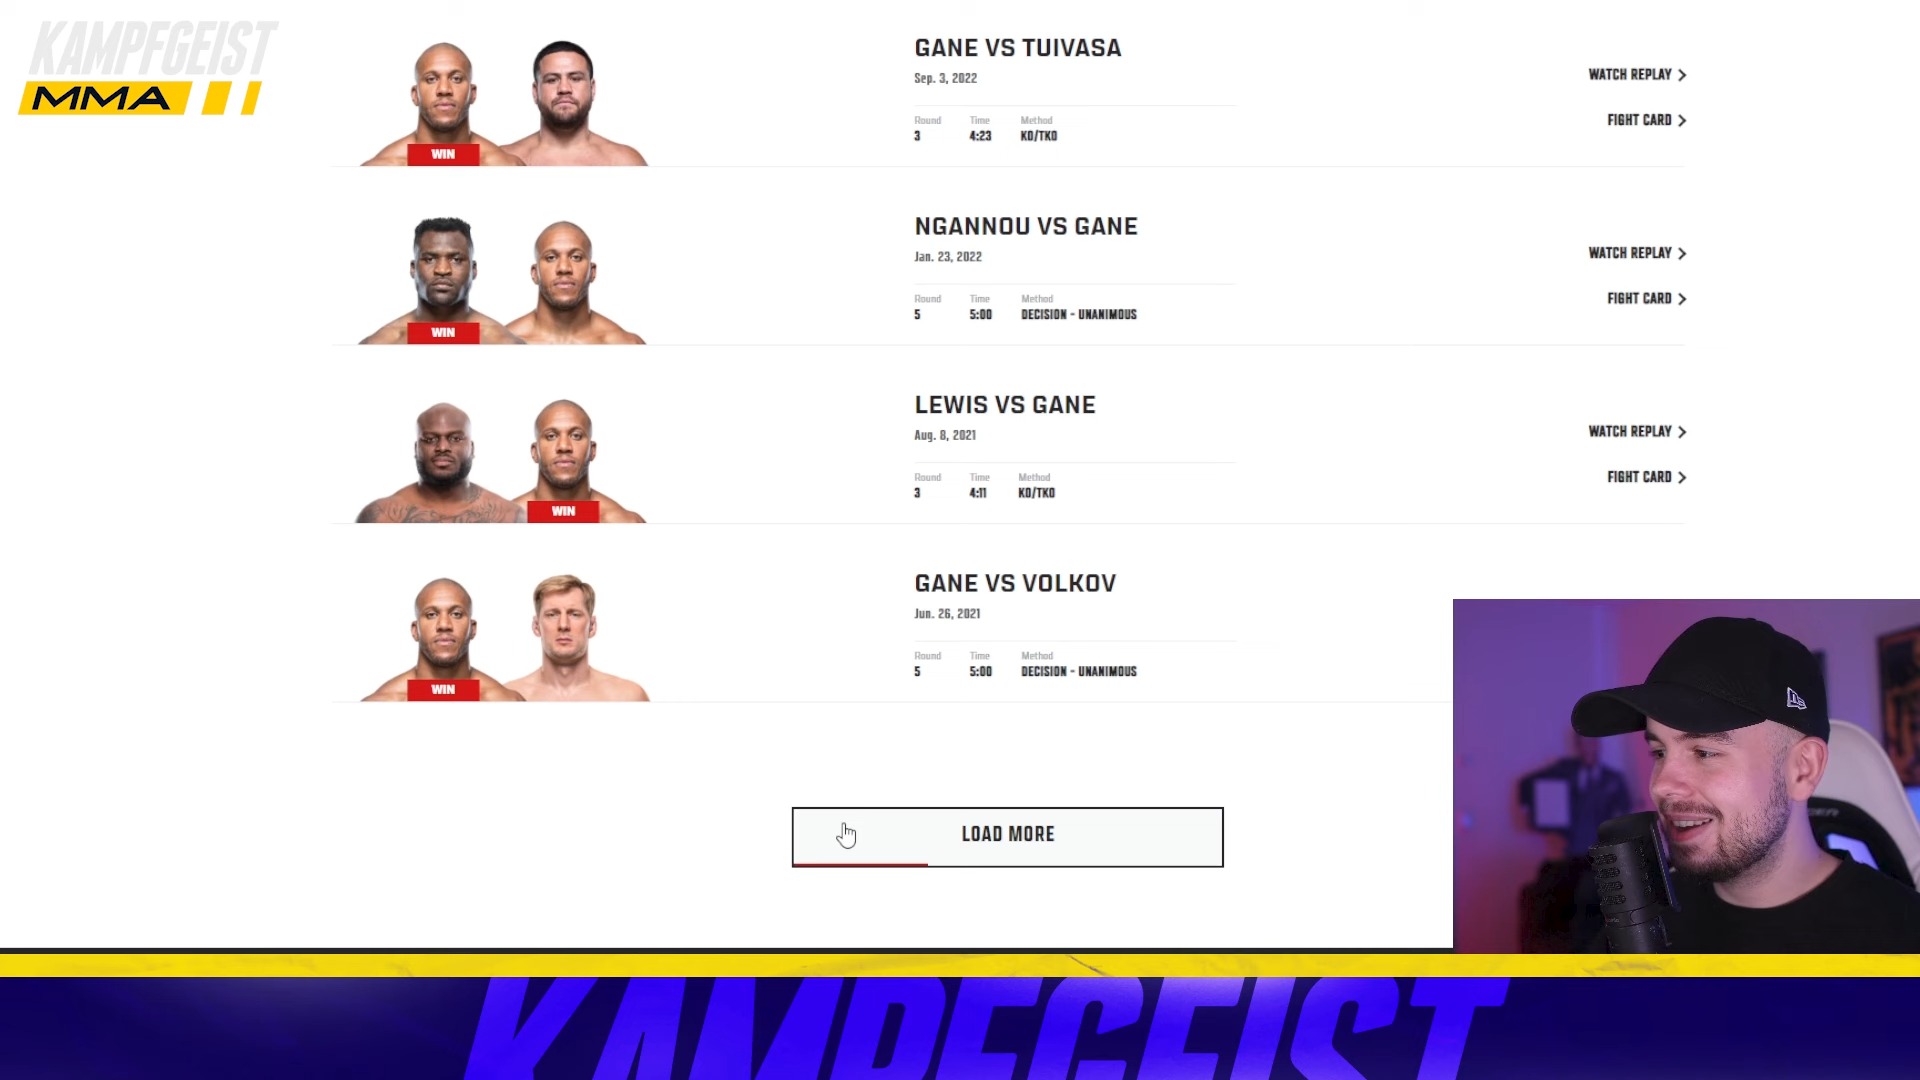 KAMPFGEIST
MMA
GANE VS TUIVASA
Sep. 3, 2022
Round Time Method
3 4:23 KO/TKO
WIN
WATCH REPLAY
FIGHT CARD
NGANNOU VS GANE
Jan. 23, 2022
Round Time Method
5 5:00 DECISION - UNANIMOUS
WIN
WATCH REPLAY
FIGHT CARD
LEWIS VS GANE
Aug. 8, 2021
Round Time Method
3 4:11 KO/TKO
WIN
WATCH REPLAY
FIGHT CARD
GANE VS VOLKOV
Jun. 26, 2021
Round Time Method
5 5:00 DECISION - UNANIMOUS
WIN
LOAD MORE
KAMPFGEIST